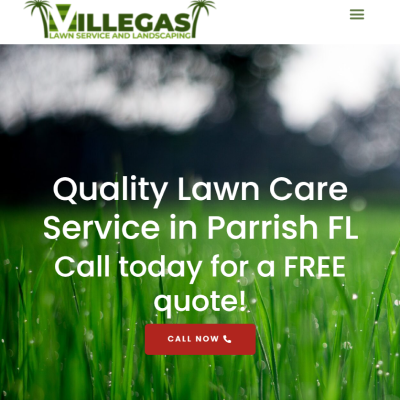 VILLEGAS
LAWN SERVICE AND LANDSCAPING
Quality Lawn Care
Service in Parrish FL
Call today for a FREE
quote!
CALL NOW